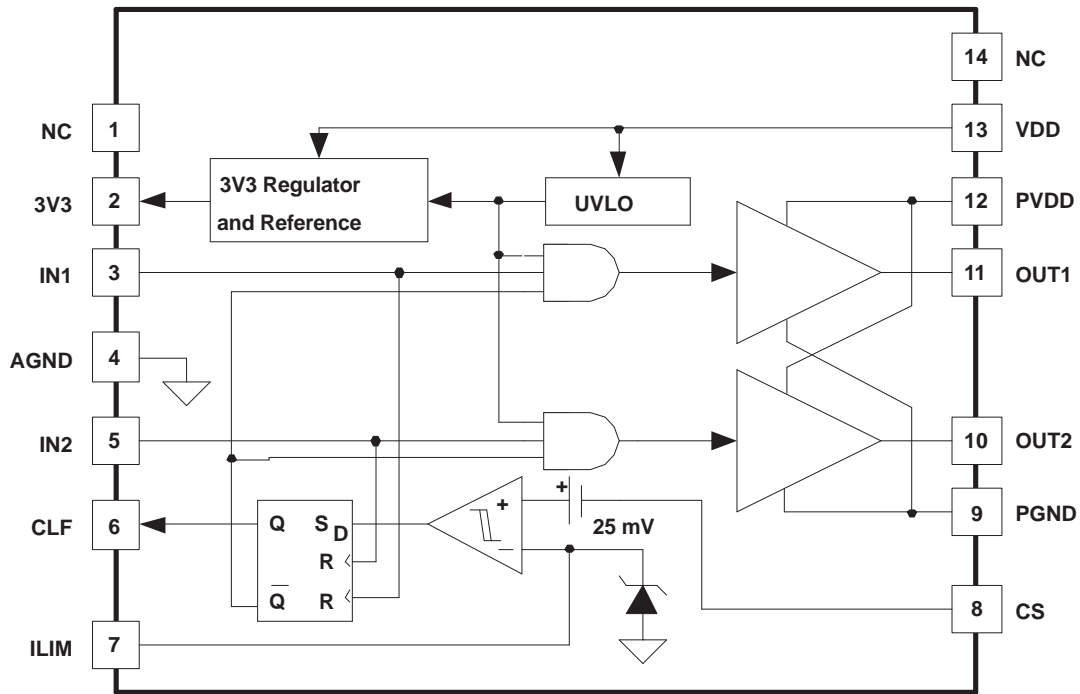 14 NC
NC 1
13 VDD
3V3 2
3V3 Regulator
and Reference
UVLO
12 PVDD
IN1 3
11 OUT1
AGND 4
IN2 5
10 OUT2
CLF 6
Q S D
R
Q R
+
−
+
25 mV
9 PGND
8 CS
ILIM 7